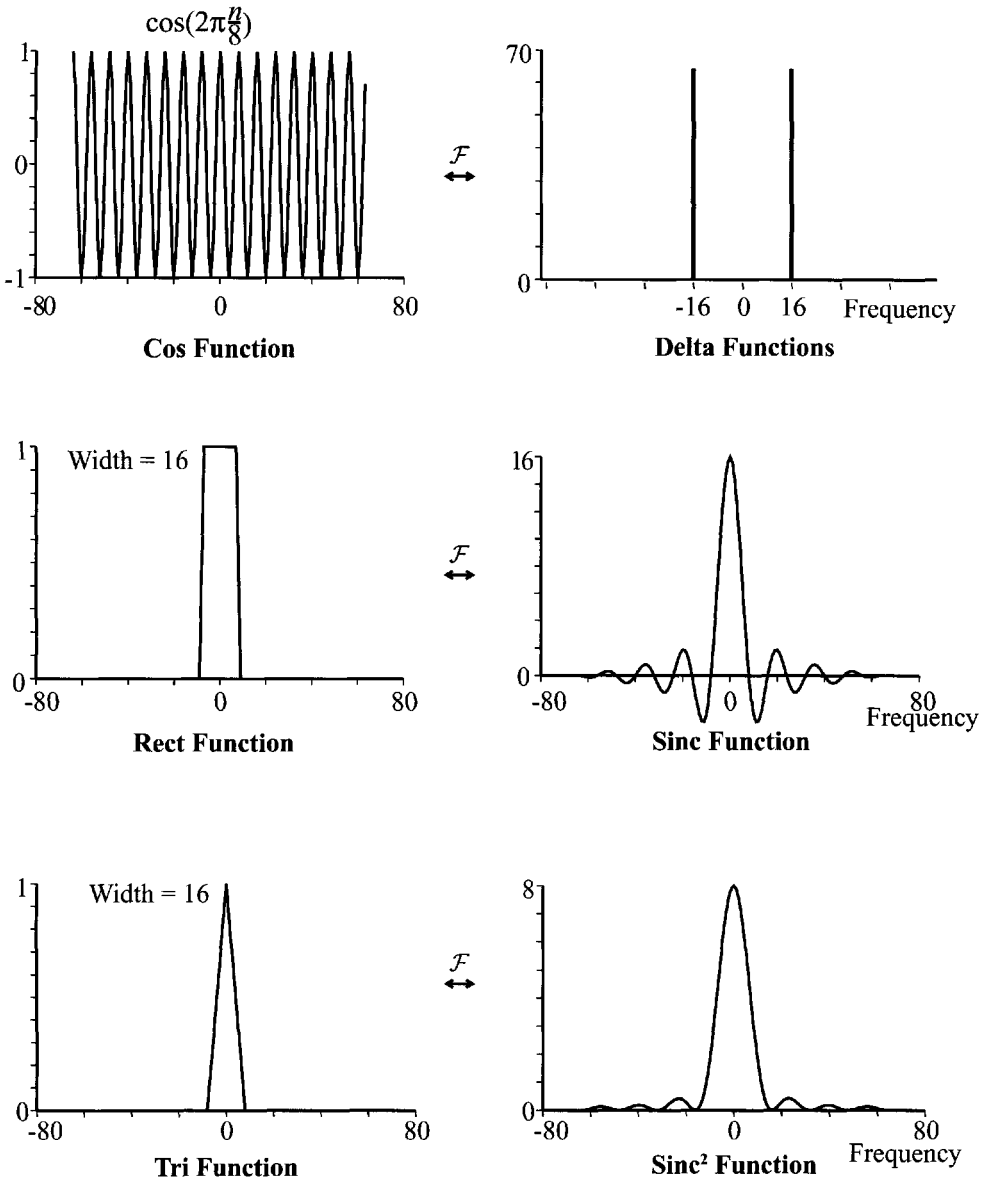 cos(2πn/8)
1
0
-1
-80 0 80
Cos Function
ℱ
70
0
-16 0 16 Frequency
Delta Functions
1
Width = 16
0
-80 0 80
Rect Function
ℱ
16
0
-80 0 80
Frequency
Sinc Function
1
Width = 16
0
-80 0 80
Tri Function
ℱ
8
0
-80 0 80
Frequency
Sinc² Function